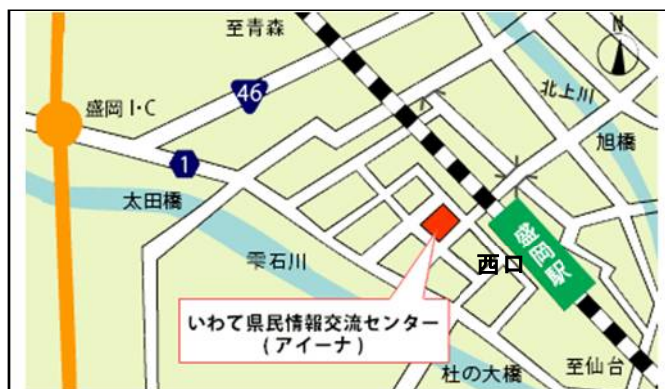 至青森
N
46
北上川
盛岡 I・C
旭橋
1
太田橋
盛岡駅
西口
雫石川
いわて県民情報交流センター
( アイーナ )
杜の大橋
至仙台